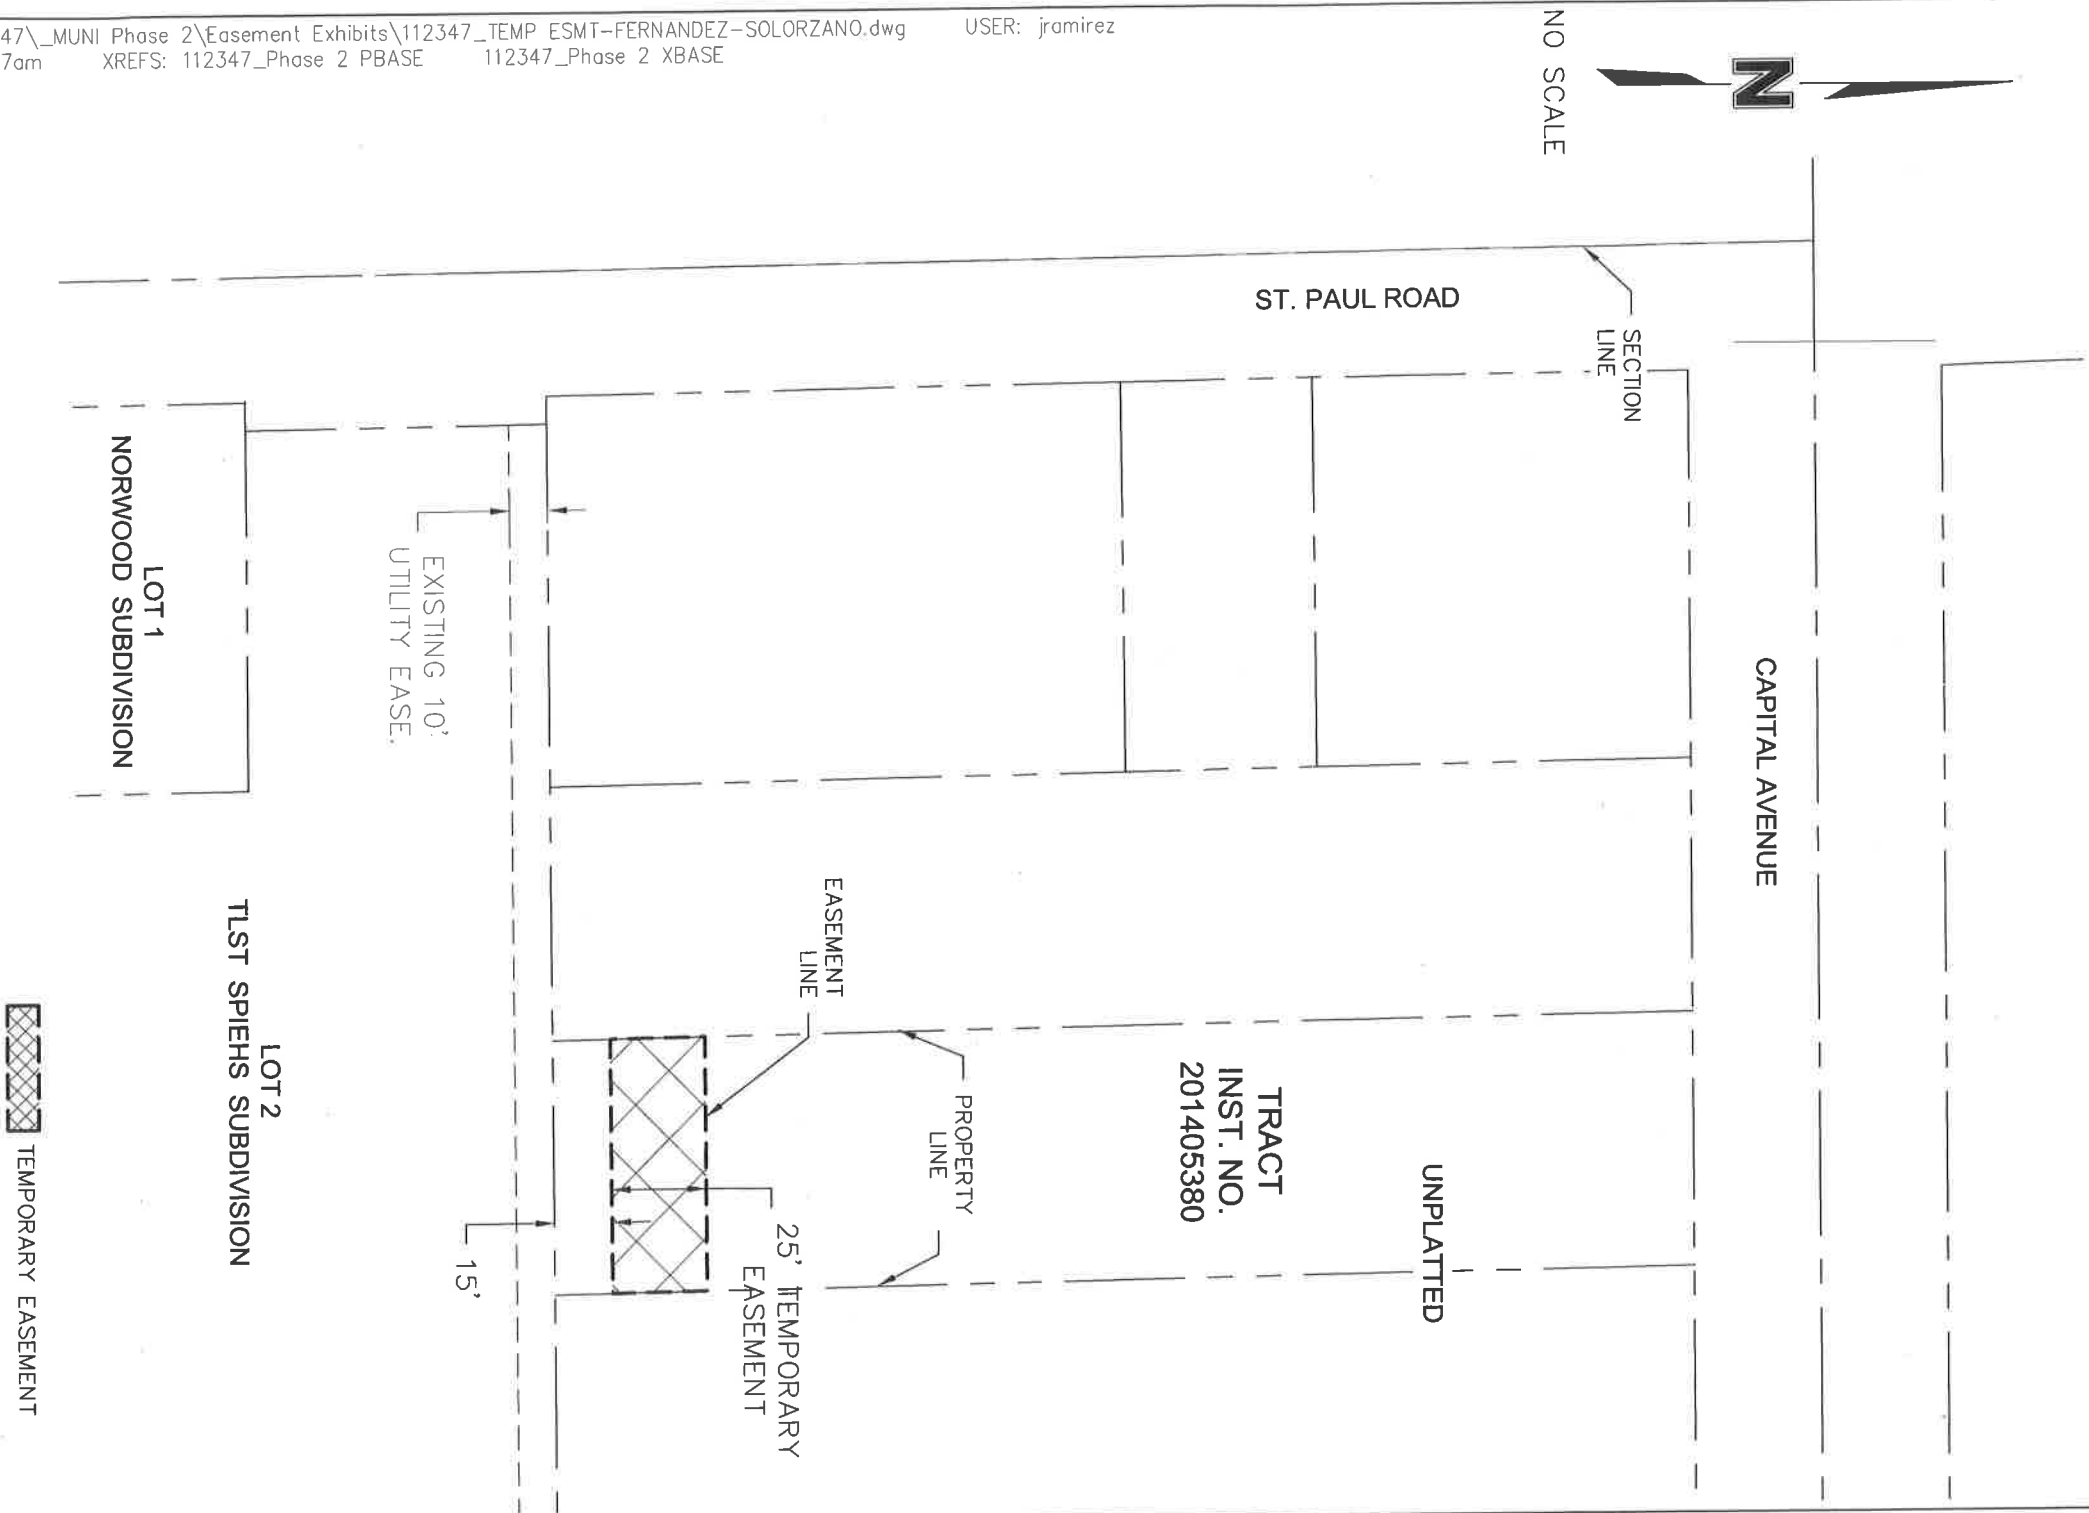 47\_MUNI Phase 2\Easement Exhibits\112347_TEMP ESMT-FERNANDEZ-SOLORZANO.dwg USER: jramirez
7am XREFS: 112347_Phase 2 PBASE 112347_Phase 2 XBASE
NO SCALE
N
ST. PAUL ROAD
SECTION
LINE
CAPITAL AVENUE
LOT 1
NORWOOD SUBDIVISION
EXISTING 10'
UTILITY EASE.
EASEMENT
LINE
PROPERTY
LINE
TRACT
INST. NO.
201405380
UNPLATTED
25' TEMPORARY
EASEMENT
15'
LOT 2
TLST SPIEHS SUBDIVISION
TEMPORARY EASEMENT